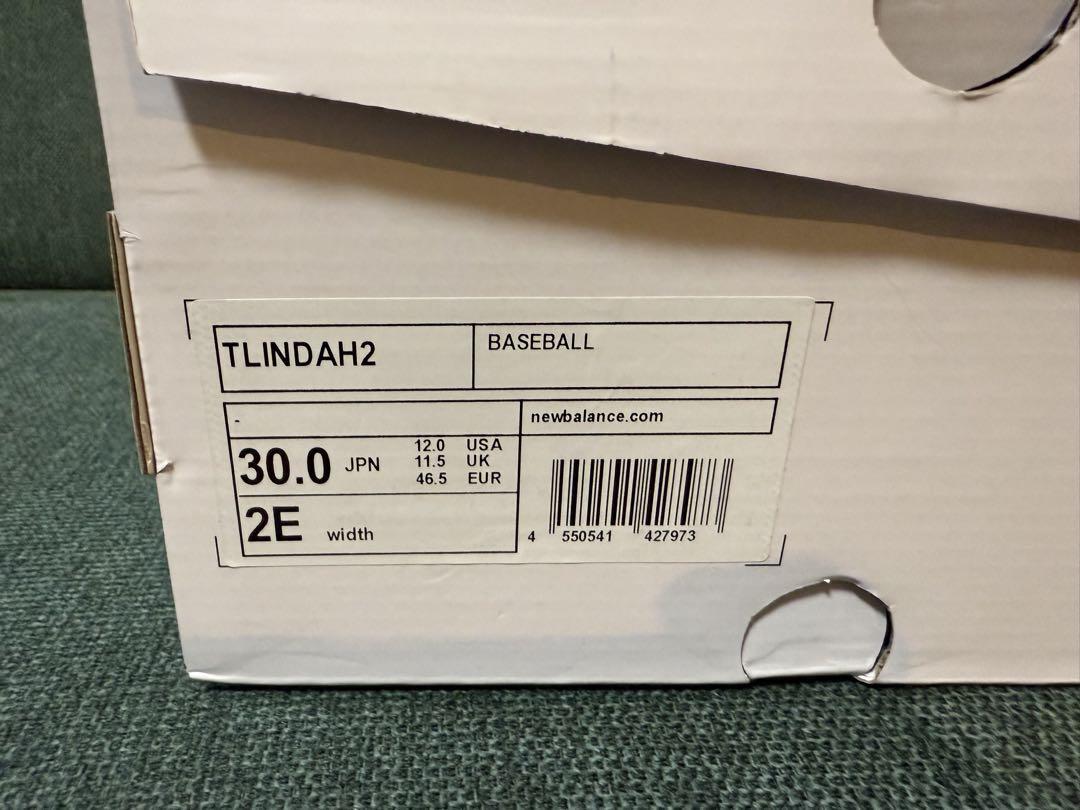 TLINDAH2
BASEBALL
-
newbalance.com
30.0 JPN
12.0 USA
11.5 UK
46.5 EUR
2E width
4 550541 427973